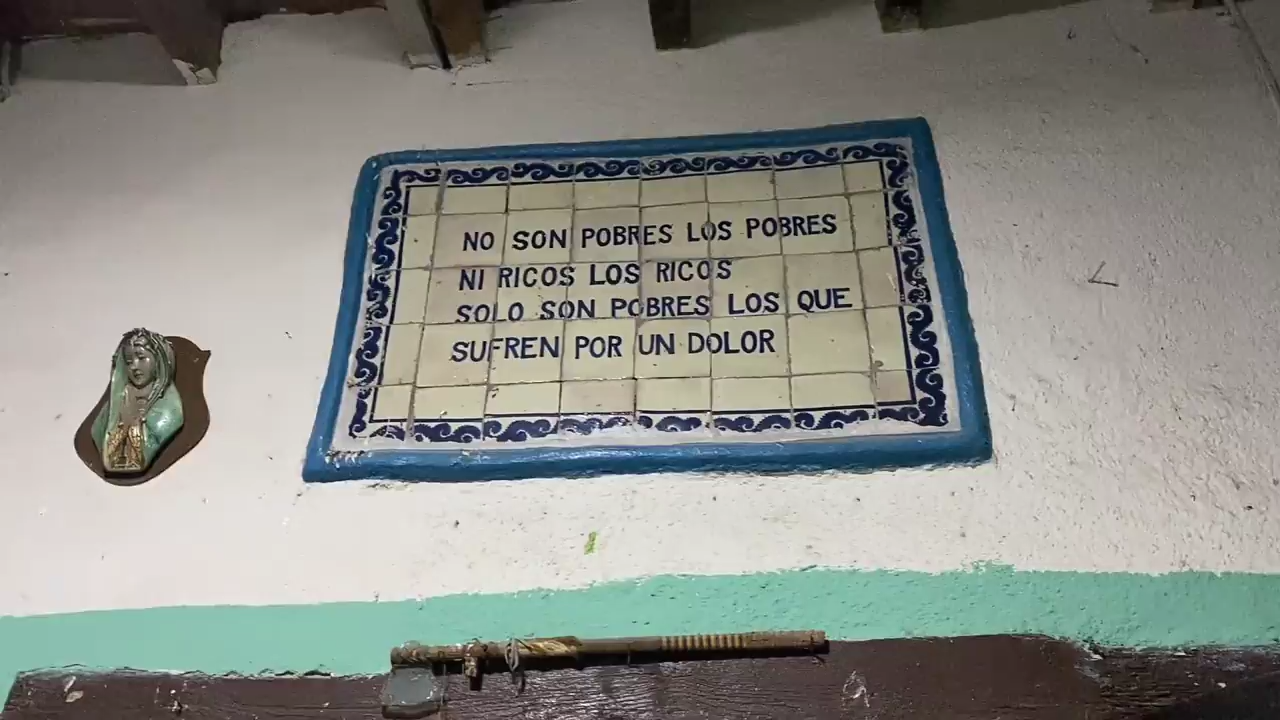 NO SON POBRES LOS POBRES
NI RICOS LOS RICOS
SOLO SON POBRES LOS QUE
SUFREN POR UN DOLOR